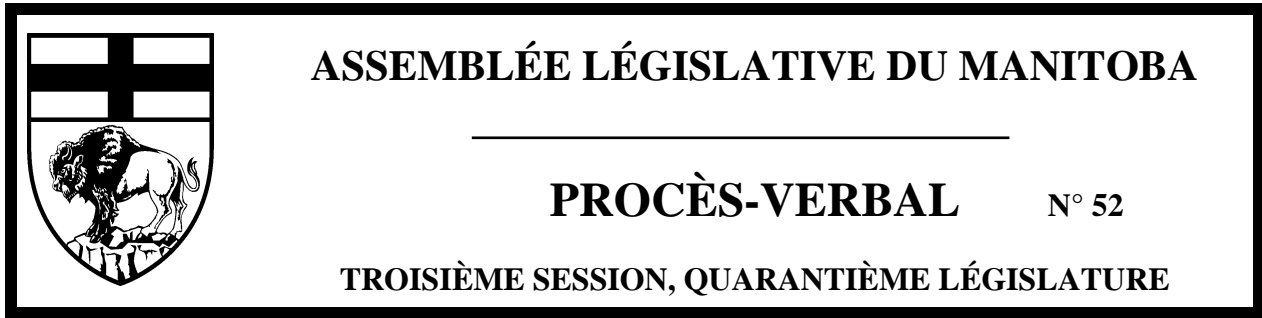 ASSEMBLÉE LÉGISLATIVE DU MANITOBA
PROCÈS-VERBAL N° 52
TROISIÈME SESSION, QUARANTIÈME LÉGISLATURE